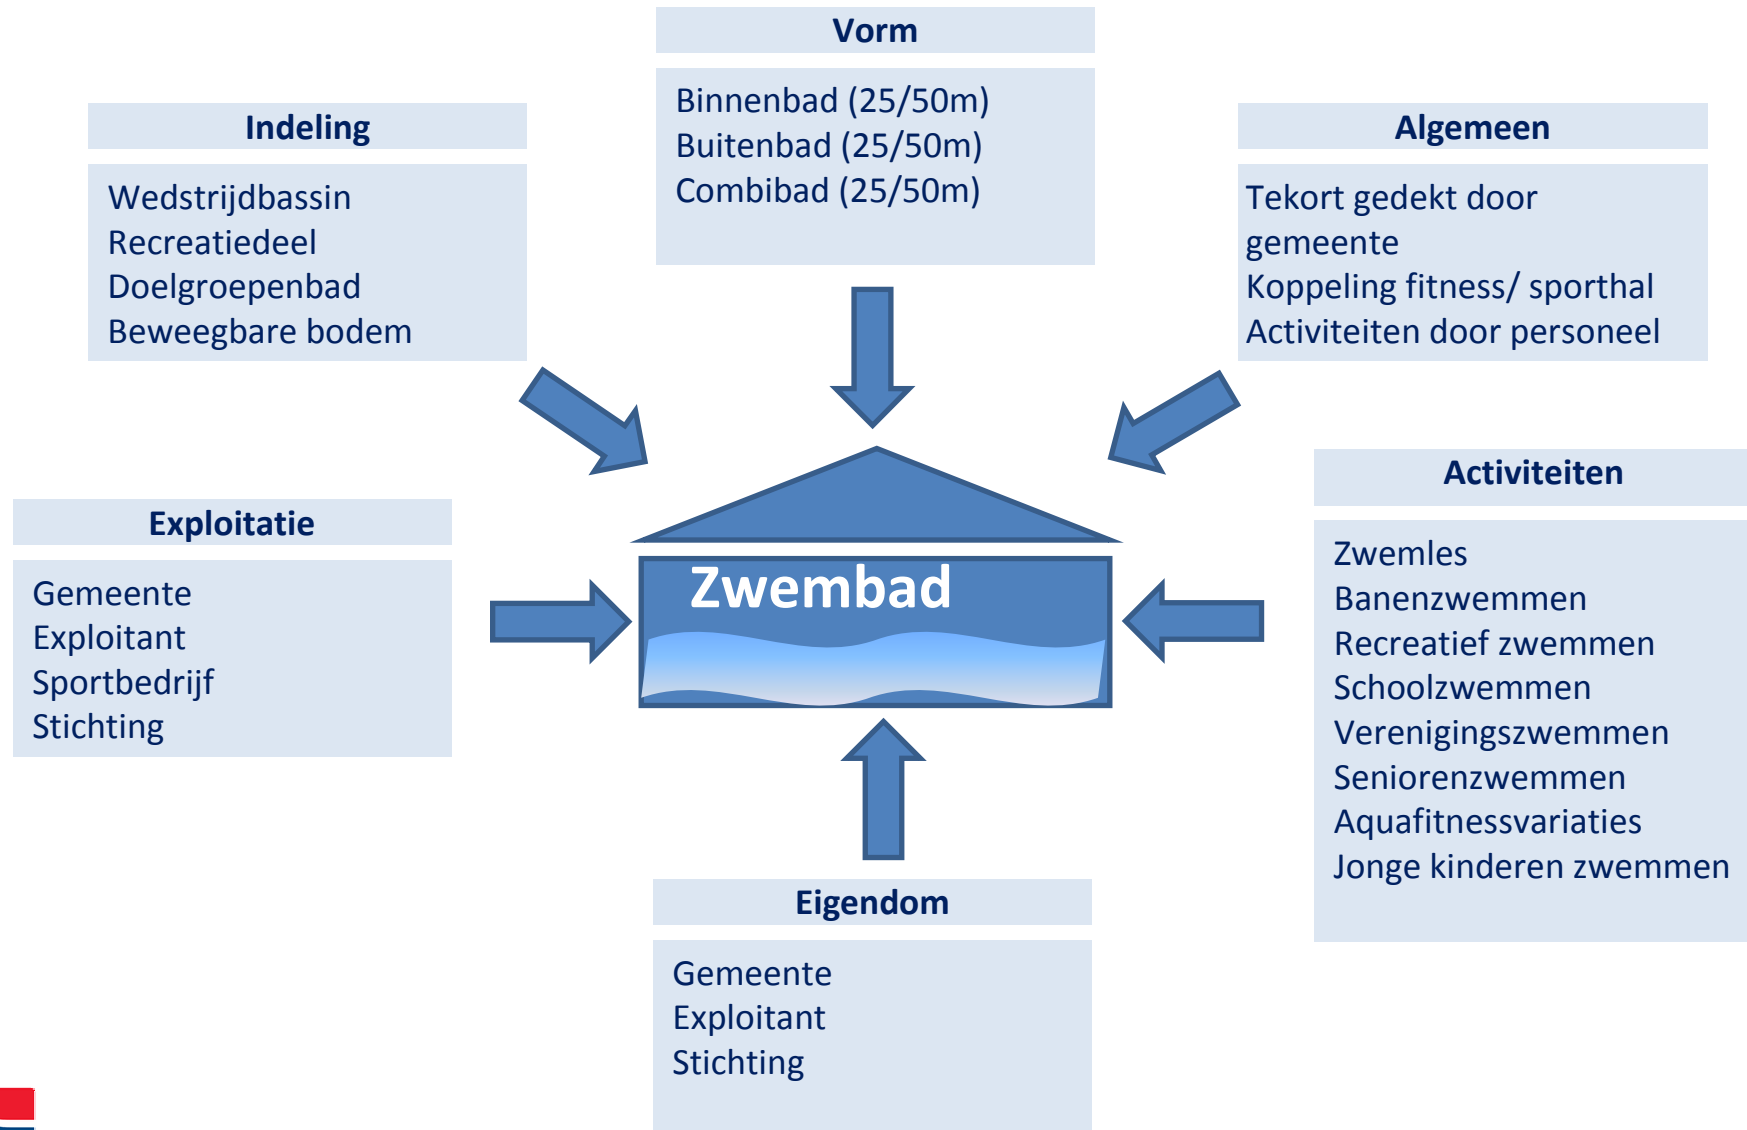 Vorm
Binnenbad (25/50m)
Buitenbad (25/50m)
Combibad (25/50m)
Indeling
Wedstrijdbassin
Recreatiedeel
Doelgroepenbad
Beweegbare bodem
Algemeen
Tekort gedekt door
gemeente
Koppeling fitness/ sporthal
Activiteiten door personeel
Exploitatie
Gemeente
Exploitant
Sportbedrijf
Stichting
Zwembad
Activiteiten
Zwemles
Banenzwemmen
Recreatief zwemmen
Schoolzwemmen
Verenigingszwemmen
Seniorenzwemmen
Aquafitnessvariaties
Jonge kinderen zwemmen
Eigendom
Gemeente
Exploitant
Stichting